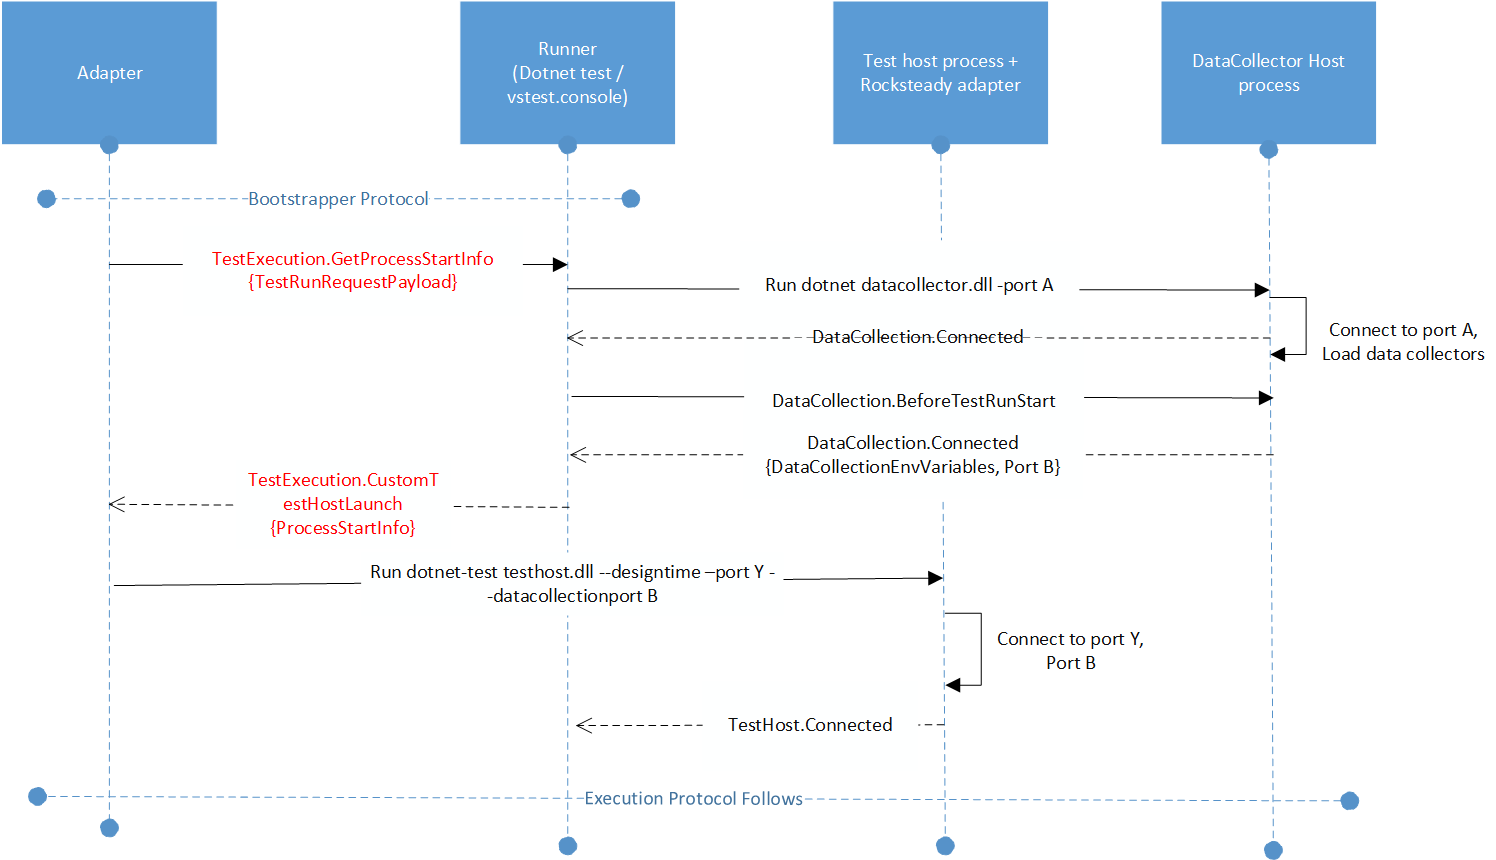 Adapter
Runner
(Dotnet test /
vstest.console)
Test host process +
Rocksteady adapter
DataCollector Host
process
Bootstrapper Protocol
TestExecution.GetProcessStartInfo
{TestRunRequestPayload}
Run dotnet datacollector.dll -port A
DataCollection.Connected
Connect to port A,
Load data collectors
DataCollection.BeforeTestRunStart
DataCollection.Connected
{DataCollectionEnvVariables, Port B}
TestExecution.CustomT
estHostLaunch
{ProcessStartInfo}
Run dotnet-test testhost.dll --designtime –port Y -
-datacollectionport B
Connect to port Y,
Port B
TestHost.Connected
Execution Protocol Follows